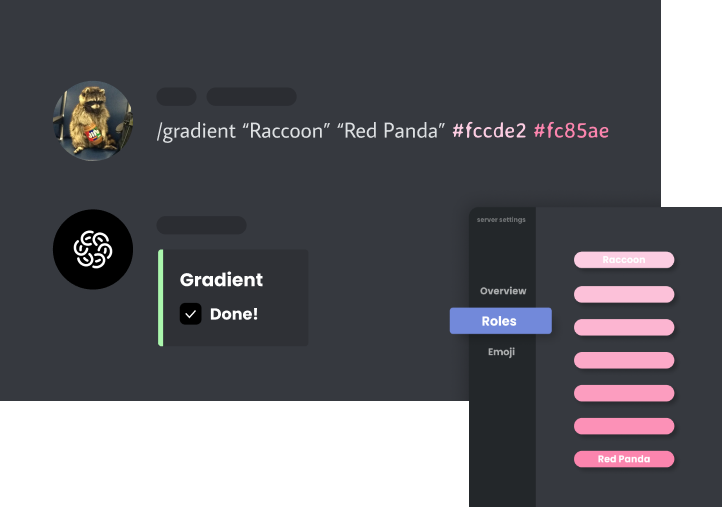 /gradient “Raccoon” “Red Panda” #fccde2 #fc85ae
Gradient
Done!
server settings
Overview
Roles
Emoji
Raccoon
Red Panda